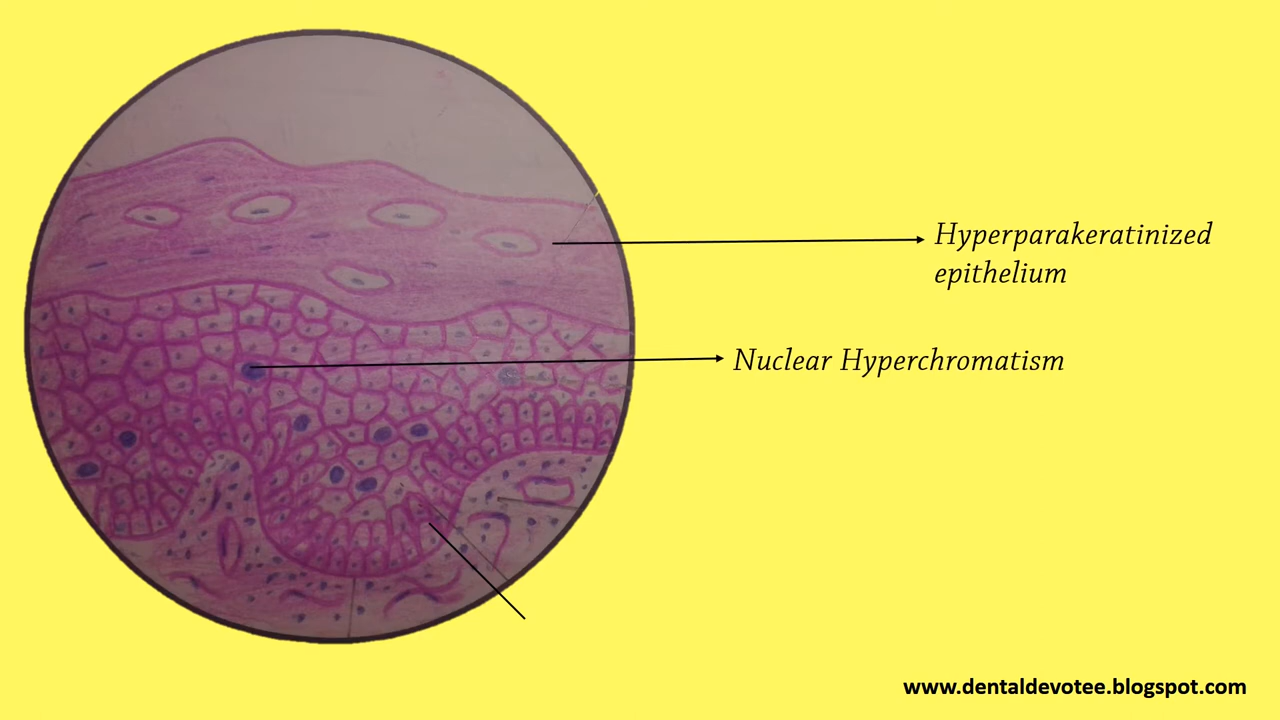 Hyperparakeratinized
epithelium
Nuclear Hyperchromatism
www.dentaldevotee.blogspot.com